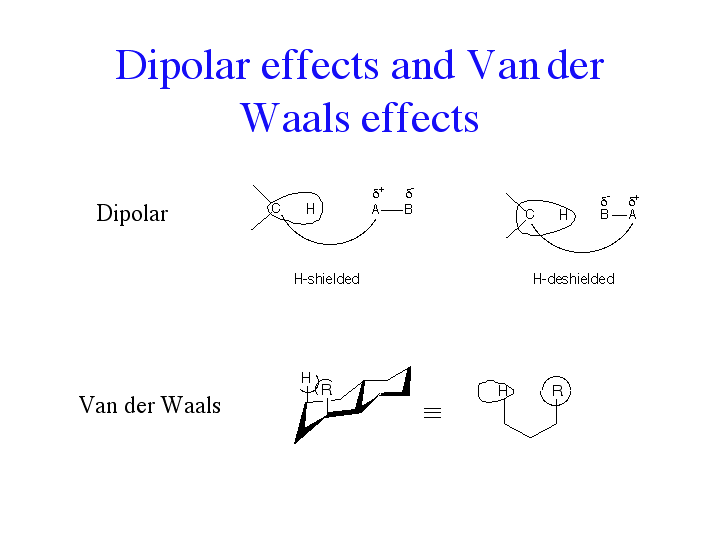 Dipolar effects and Van der
Waals effects
Dipolar
C H A B δ+ δ-
C H B A δ- δ+
H-shielded
H-deshielded
Van der Waals
H R
≡
H R